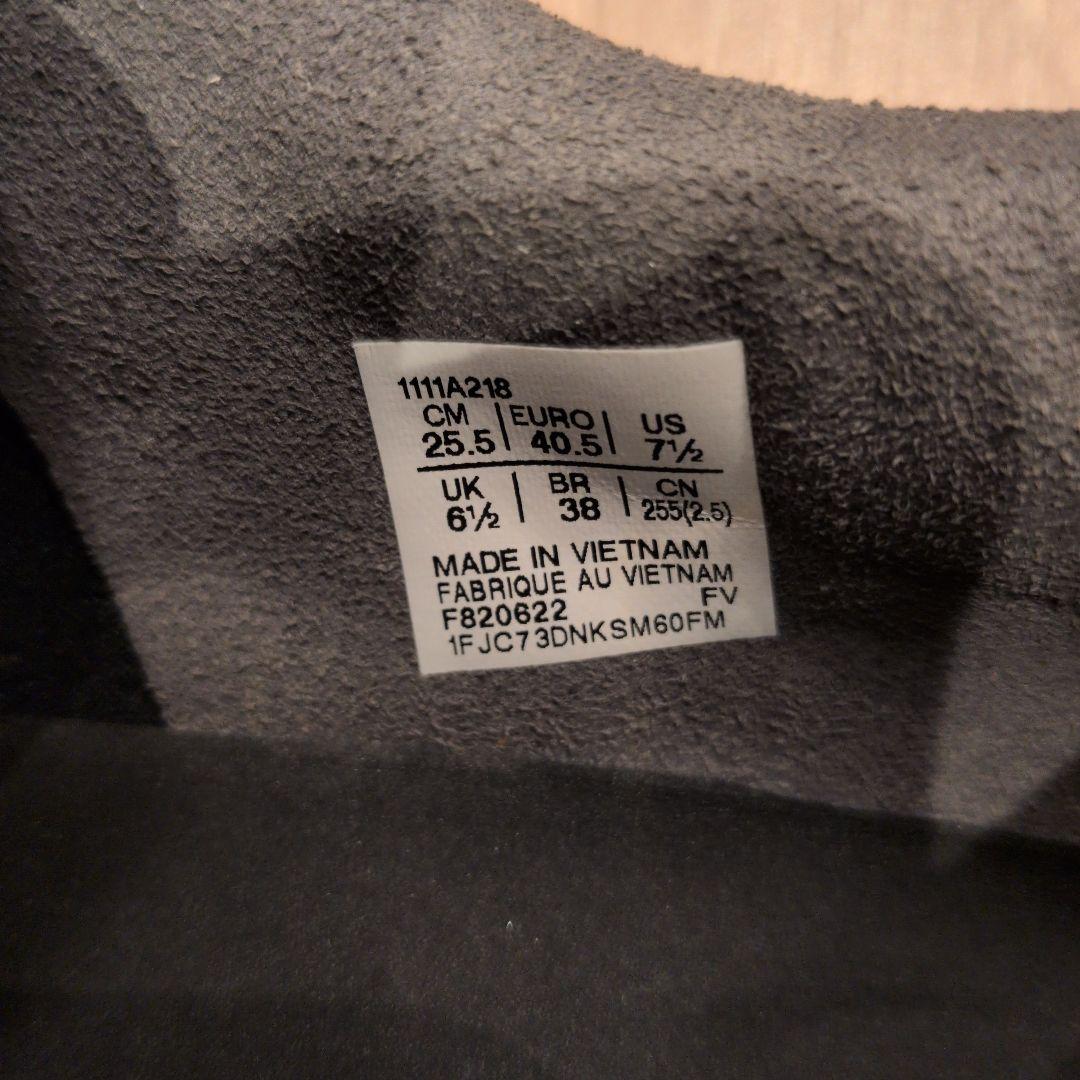 1111A218
CM | EURO | US
25.5 | 40.5 | 7½
UK | BR | CN
6½ | 38 | 255(2.5)
MADE IN VIETNAM
FABRIQUE AU VIETNAM
F820622 FV
1FJC73DNKSM60FM